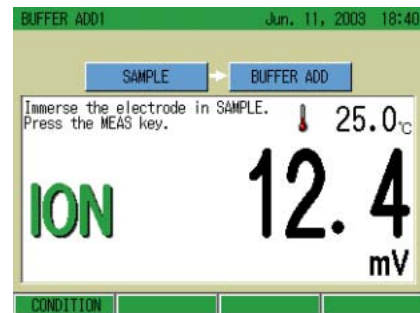 BUFFER ADD1 Jun. 11, 2003 18:40
SAMPLE BUFFER ADD
Immerse the electrode in SAMPLE.
Press the MEAS key.
25.0℃
ION
12.4
mV
CONDITION